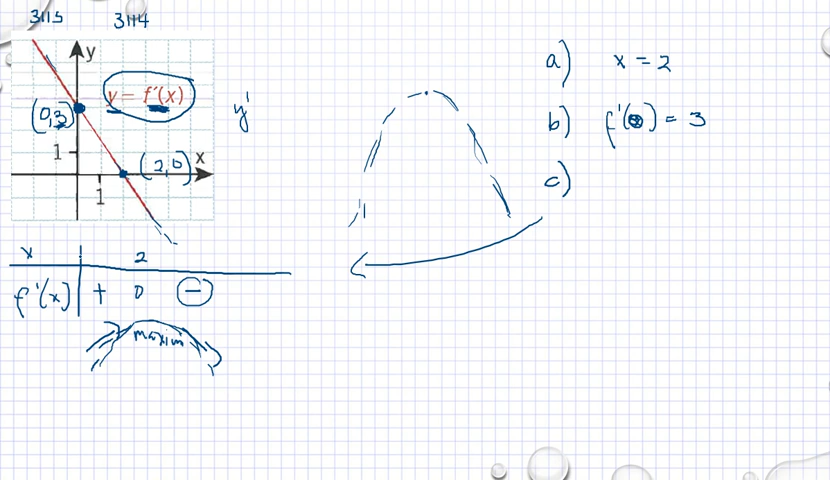 3115 3114
y
y = f'(x)
y'
(0,3)
1
(2,0) x
1
x 2
f'(x) + 0 −
maxim
a) x = 2
b) f'(0) = 3
c)